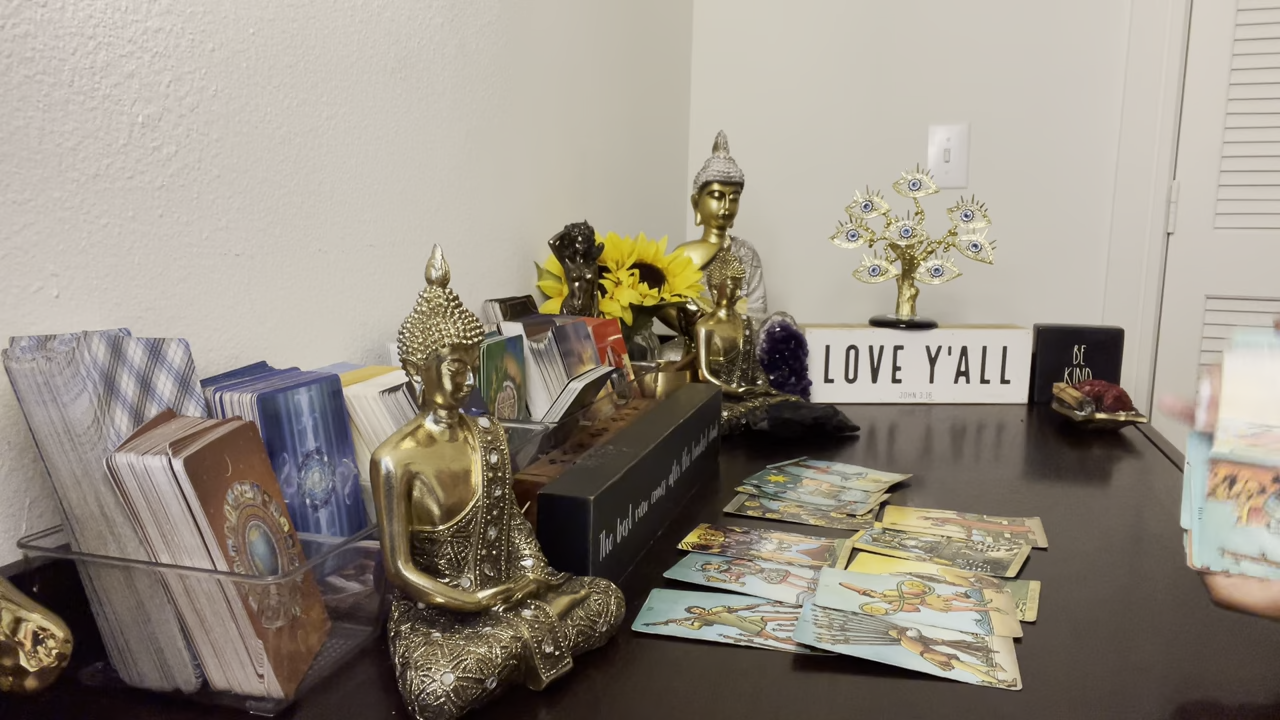 LOVE Y'ALL
JOHN 3:16
BE
KIND
The best view comes after the hardest climb